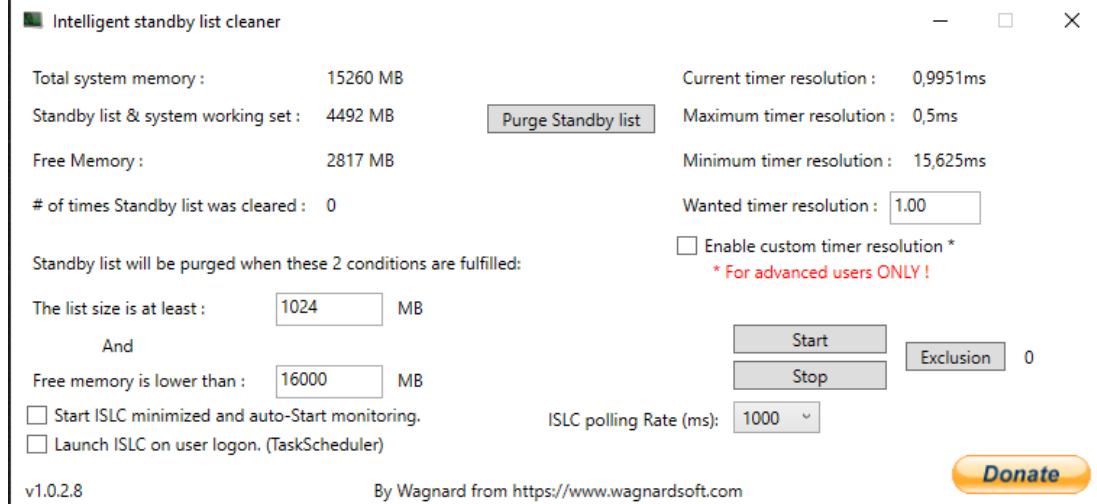 Intelligent standby list cleaner
Total system memory : 15260 MB
Standby list & system working set : 4492 MB
Purge Standby list
Free Memory : 2817 MB
# of times Standby list was cleared : 0
Current timer resolution : 0,9951ms
Maximum timer resolution : 0,5ms
Minimum timer resolution : 15,625ms
Wanted timer resolution : 1.00
Enable custom timer resolution *
* For advanced users ONLY !
Standby list will be purged when these 2 conditions are fulfilled:
The list size is at least : 1024 MB
And
Free memory is lower than : 16000 MB
Start
Stop
Exclusion 0
Start ISLC minimized and auto-Start monitoring.
Launch ISLC on user logon. (TaskScheduler)
ISLC polling Rate (ms): 1000
Donate
v1.0.2.8
By Wagnard from https://www.wagnardsoft.com